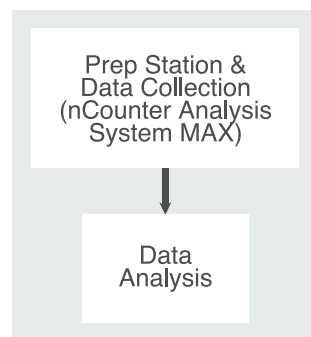 Prep Station &
Data Collection
(nCounter Analysis
System MAX)
Data
Analysis